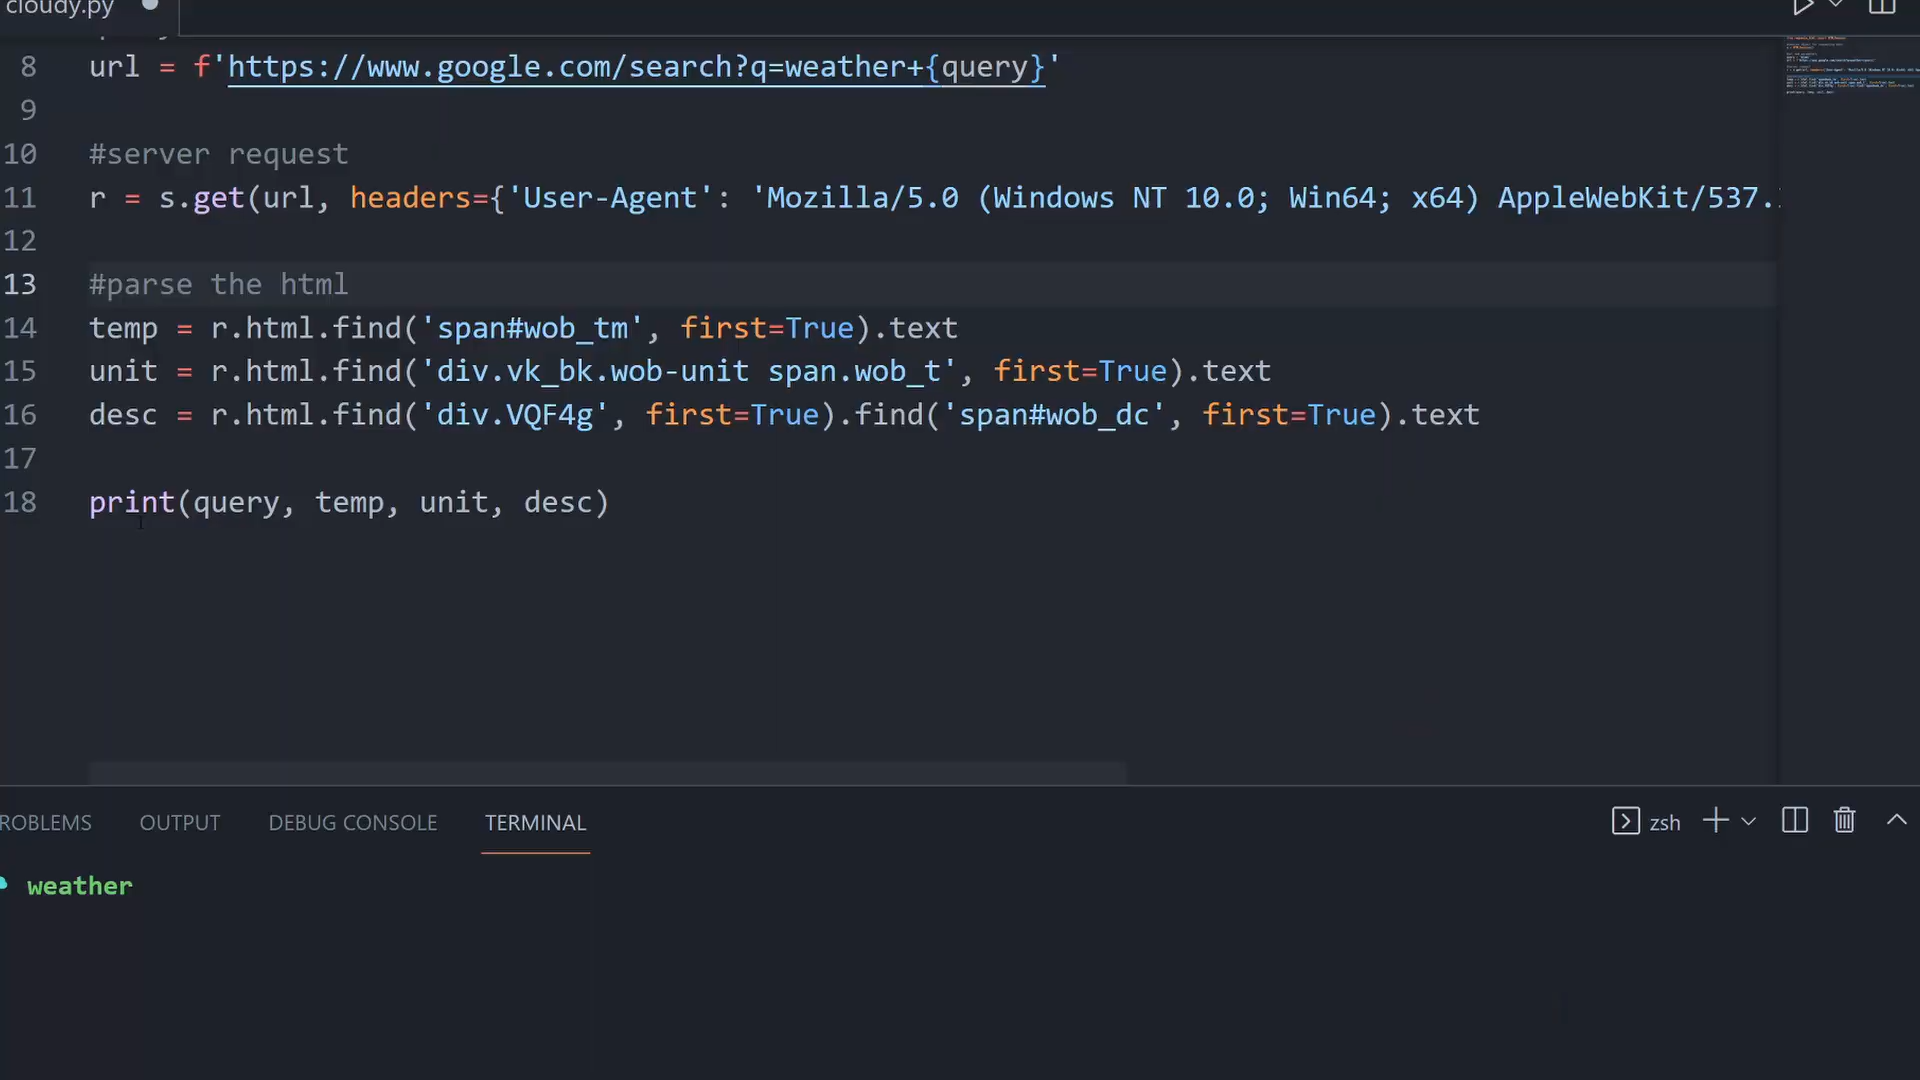 cloudy.py
8 url = f'https://www.google.com/search?q=weather+{query}'
9
10 #server request
11 r = s.get(url, headers={'User-Agent': 'Mozilla/5.0 (Windows NT 10.0; Win64; x64) AppleWebKit/537.
12
13 #parse the html
14 temp = r.html.find('span#wob_tm', first=True).text
15 unit = r.html.find('div.vk_bk.wob-unit span.wob_t', first=True).text
16 desc = r.html.find('div.VQF4g', first=True).find('span#wob_dc', first=True).text
17
18 print(query, temp, unit, desc)
ROBLEMS OUTPUT DEBUG CONSOLE TERMINAL zsh
weather